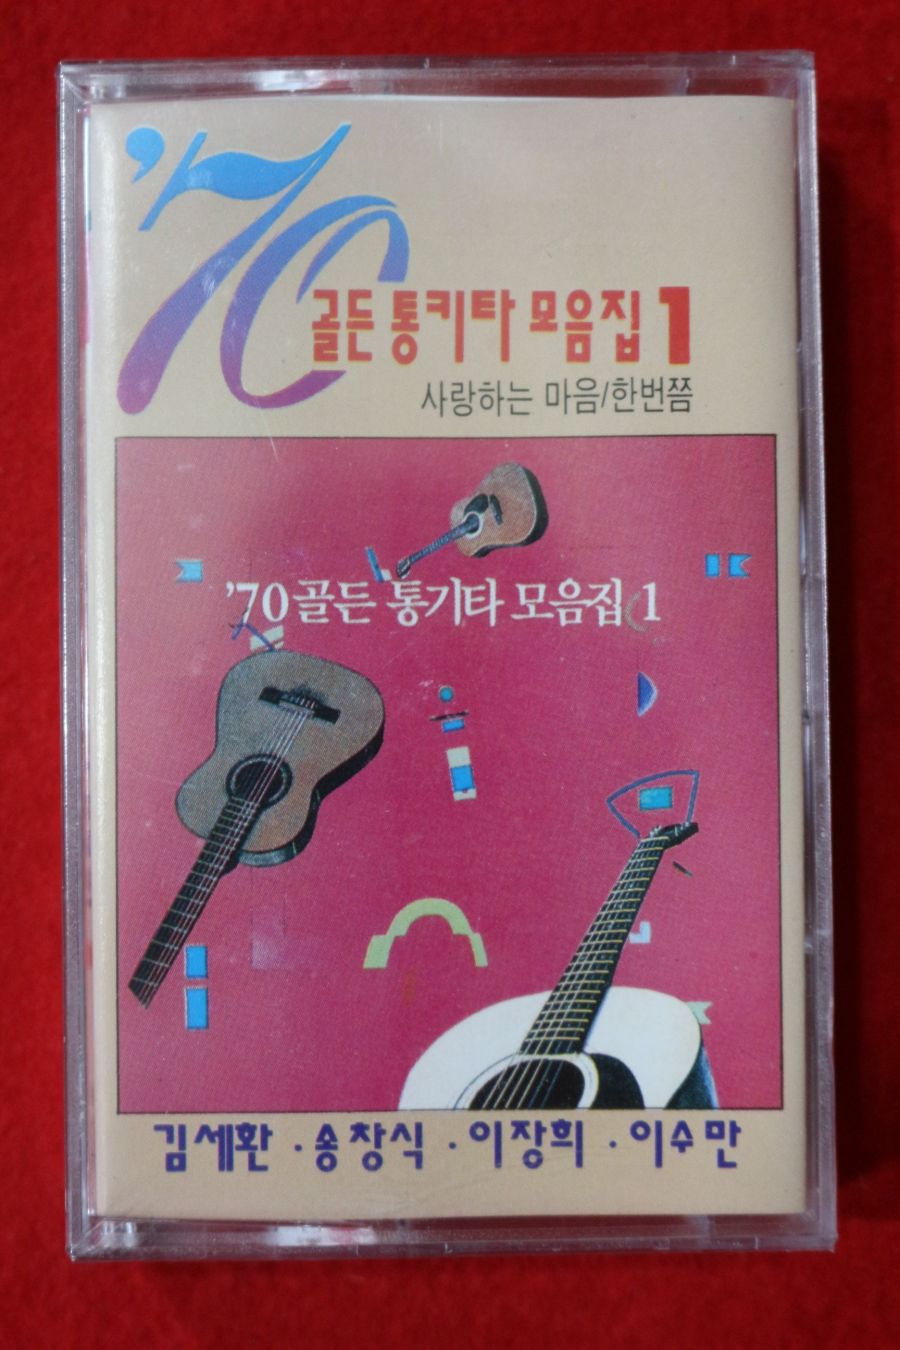 '70
골든 통키타 모음집 1
사랑하는 마음/한번쯤
'70 골든 통기타 모음집 1
김세환 · 송창식 · 이장희 · 이수만